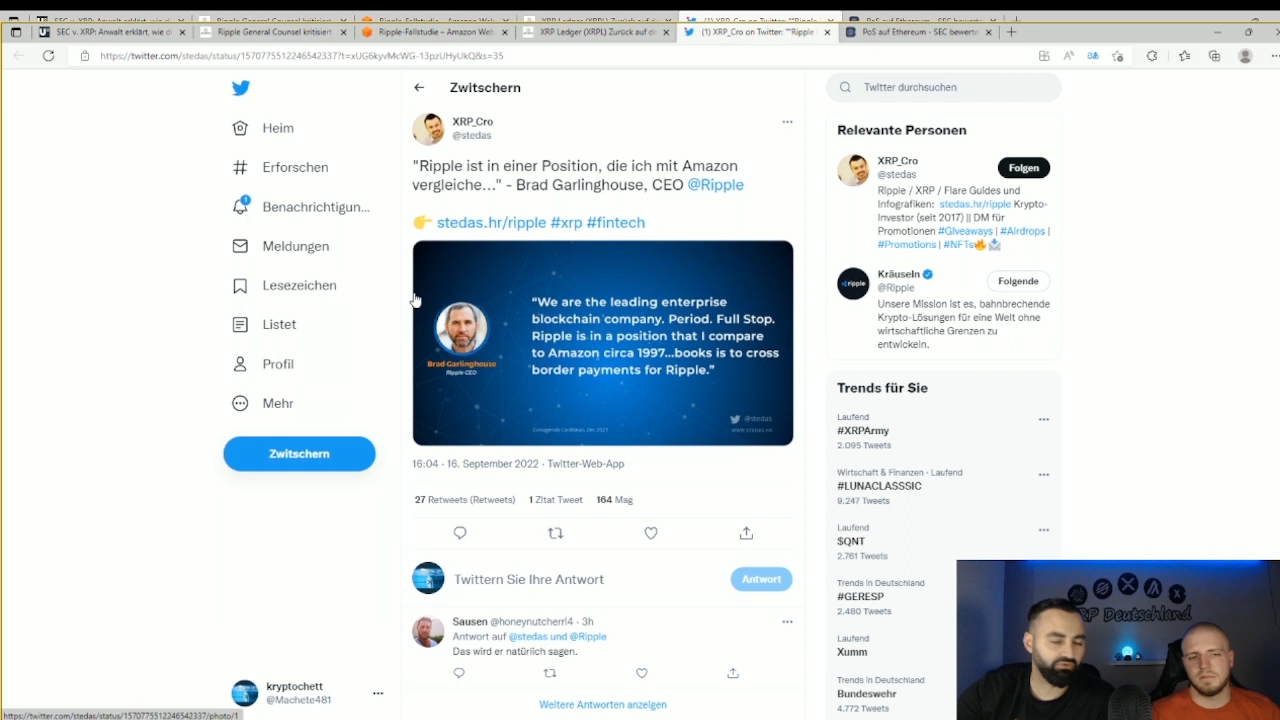 SEC v. XRP: Anwalt erklärt, wie di
Ripple General Counsel kritisiert
Ripple-Fallstudie – Amazon Web
XRP Ledger (XRPL) Zurück auf de
(1) XRP_Cro on Twitter: ""Ripple
PoS auf Ethereum - SEC bewerte
https://twitter.com/stedas/status/1570775512246542337?t=xUG6kyvMcWG-13pzUHyUkQ&s=35
Heim
Erforschen
Benachrichtigun...
Meldungen
Lesezeichen
Listet
Profil
Mehr
Zwitschern
kryptochett
@Machete481
https://twitter.com/stedas/status/1570775512246542337/photo/1
Zwitschern
XRP_Cro
@stedas
"Ripple ist in einer Position, die ich mit Amazon
vergleiche..." - Brad Garlinghouse, CEO @Ripple
stedas.hr/ripple #xrp #fintech
"We are the leading enterprise
blockchain company. Period. Full Stop.
Ripple is in a position that I compare
to Amazon circa 1997...books is to cross
border payments for Ripple."
Brad Garlinghouse
Ripple CEO
@stedas
www.stedas.hr
16:04 · 16. September 2022 · Twitter-Web-App
27 Retweets (Retweets) 1 Zitat Tweet 164 Mag
Twittern Sie Ihre Antwort
Antwort
Sausen @honeynutcherrl4 · 3h
Antwort auf @stedas und @Ripple
Das wird er natürlich sagen.
Weitere Antworten anzeigen
Twitter durchsuchen
Relevante Personen
XRP_Cro
@stedas
Folgen
Ripple / XRP / Flare Guides und
Infografiken: stedas.hr/ripple Krypto-
Investor (seit 2017) || DM für
Promotionen #Giveaways | #Airdrops |
#Promotions | #NFTs
Kräuseln
@Ripple
Folgende
ripple
Unsere Mission ist es, bahnbrechende
Krypto-Lösungen für eine Welt ohne
wirtschaftliche Grenzen zu
entwickeln.
Trends für Sie
Laufend
#XRPArmy
2.095 Tweets
Wirtschaft & Finanzen · Laufend
#LUNACLASSSIC
9.247 Tweets
Laufend
$QNT
2.761 Tweets
Trends in Deutschland
#GERESP
2.480 Tweets
Laufend
Xumm
Trends in Deutschland
Bundeswehr
4.772 Tweets
RP Deutschland